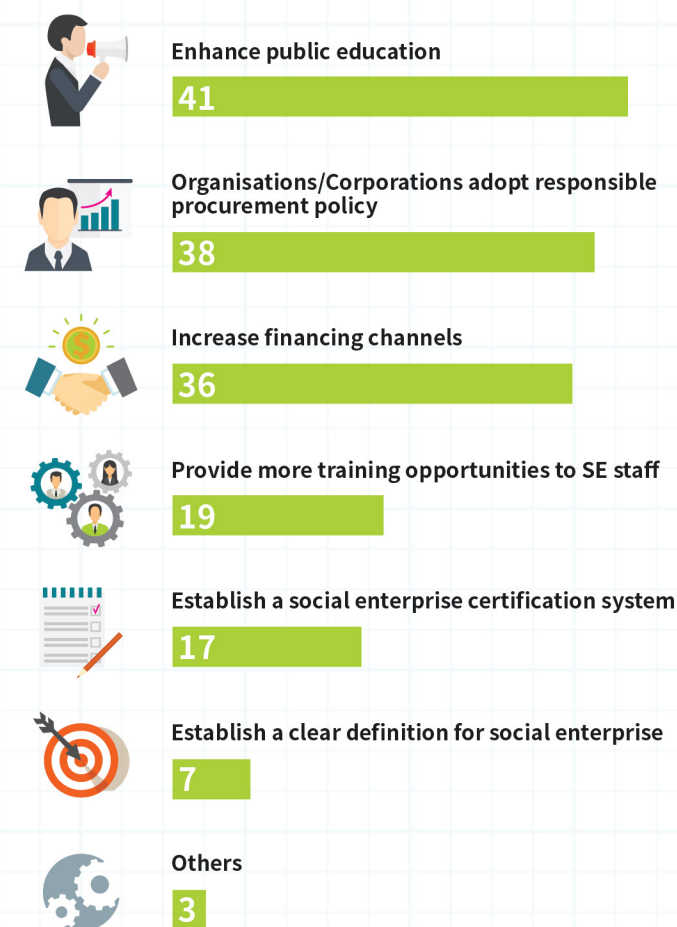 Enhance public education
41
Organisations/Corporations adopt responsible
procurement policy
38
Increase financing channels
36
Provide more training opportunities to SE staff
19
Establish a social enterprise certification system
17
Establish a clear definition for social enterprise
7
Others
3